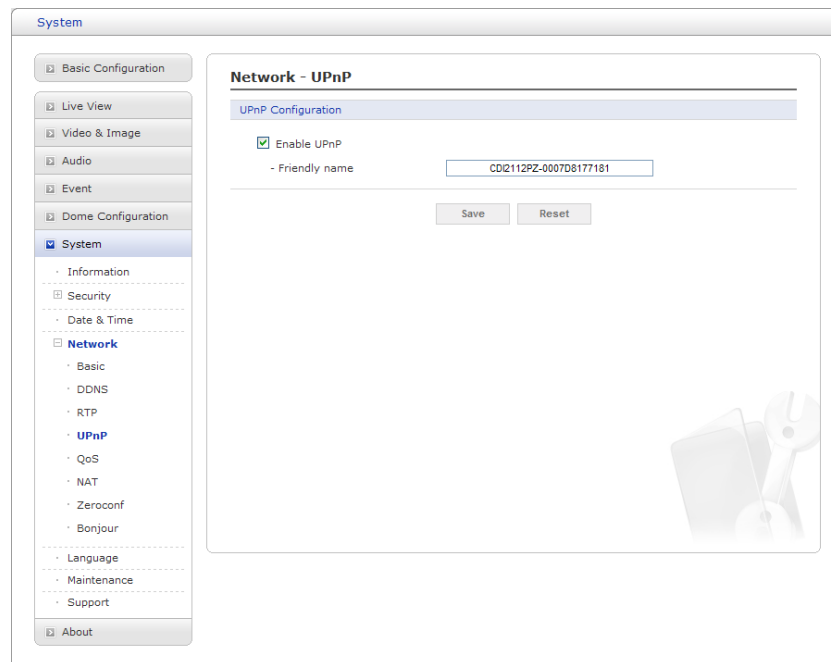 System
Basic Configuration
Live View
Video & Image
Audio
Event
Dome Configuration
System
Information
Security
Date & Time
Network
Basic
DDNS
RTP
UPnP
QoS
NAT
Zeroconf
Bonjour
Language
Maintenance
Support
About
Network - UPnP
UPnP Configuration
Enable UPnP
- Friendly name CDI2112PZ-0007D8177181
Save Reset